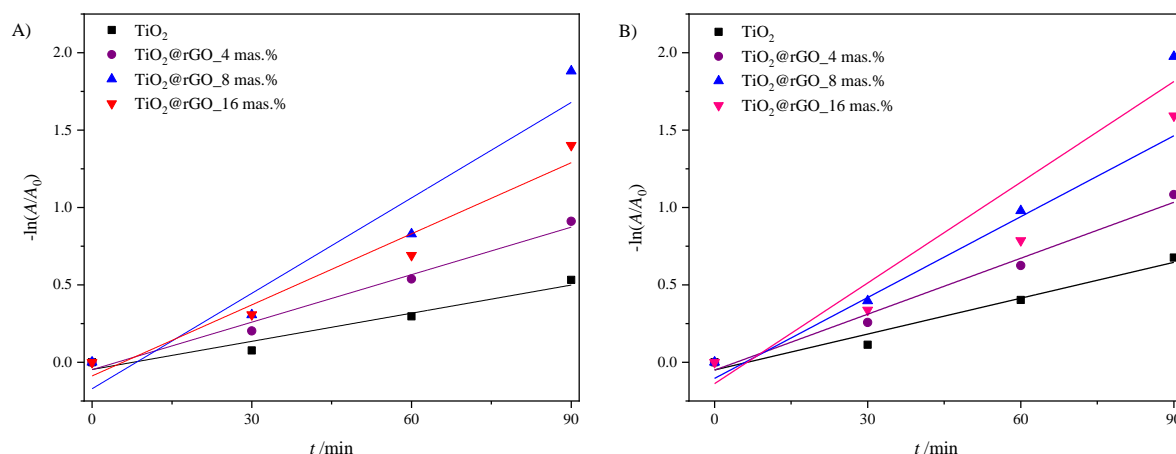 A)
TiO2
TiO2@rGO_4 mas.%
TiO2@rGO_8 mas.%
TiO2@rGO_16 mas.%
2.0
1.5
1.0
0.5
0.0
-ln(A/A0)
0 30 60 90
t /min
B)
TiO2
TiO2@rGO_4 mas.%
TiO2@rGO_8 mas.%
TiO2@rGO_16 mas.%
2.0
1.5
1.0
0.5
0.0
-ln(A/A0)
0 30 60 90
t /min